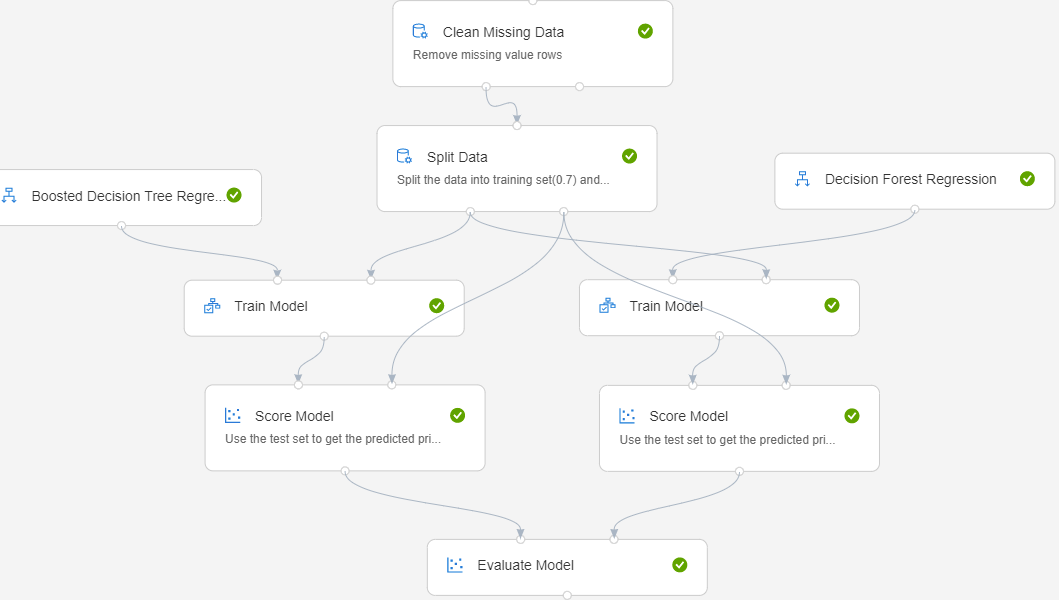 Clean Missing Data
Remove missing value rows
Split Data
Split the data into training set(0.7) and...
Boosted Decision Tree Regre...
Decision Forest Regression
Train Model
Train Model
Score Model
Use the test set to get the predicted pri...
Score Model
Use the test set to get the predicted pri...
Evaluate Model